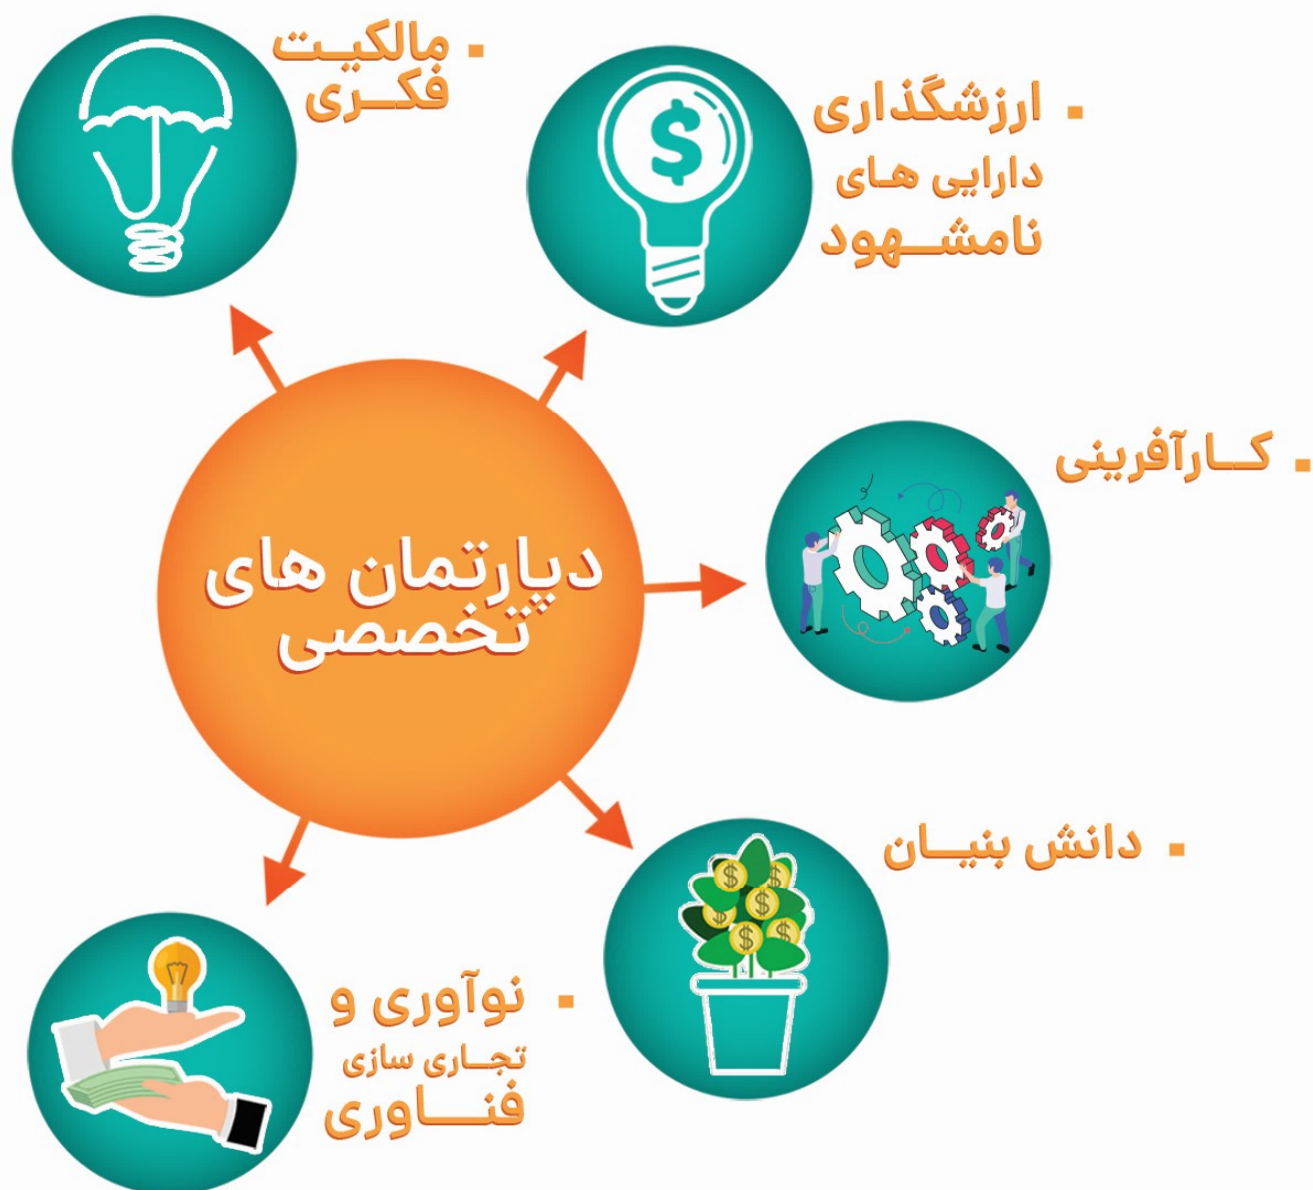 مالکیت
فکری
ارزشگذاری
دارایی های
نامشهود
کارآفرینی
دپارتمان های
تخصصی
دانش بنیان
نوآوری و
تجاری سازی
فناوری